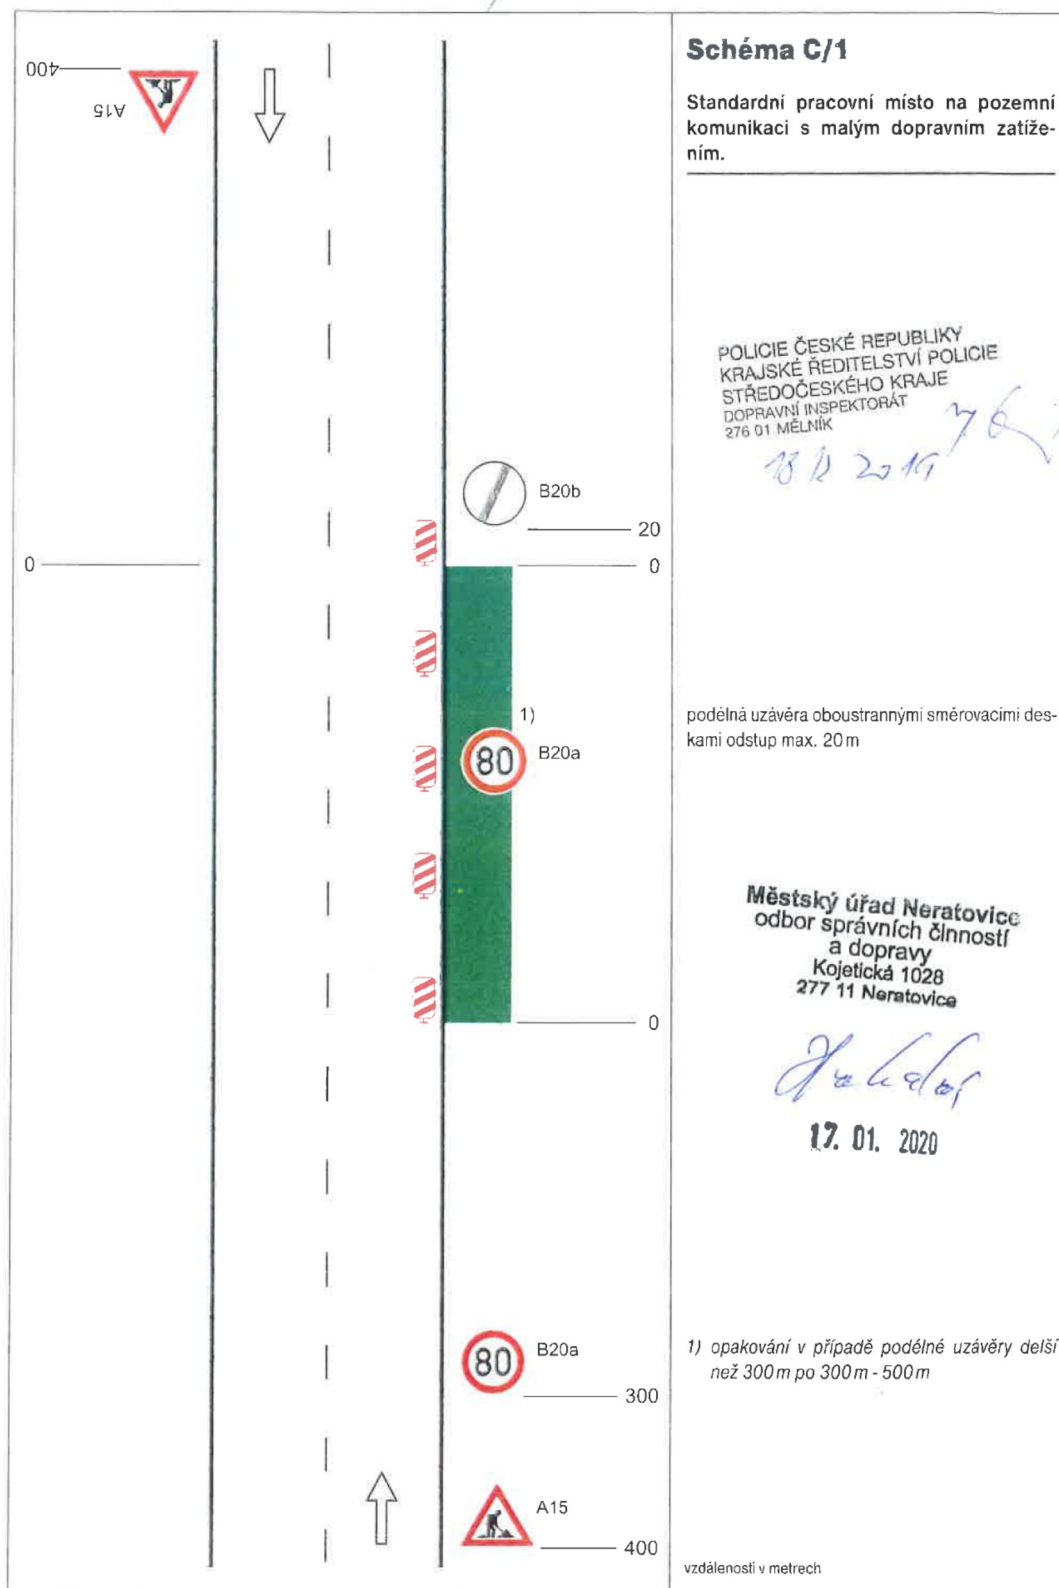 Schéma C/1
Standardní pracovní místo na pozemní
komunikaci s malým dopravním zatíže-
ním.
400
A15
POLICIE ČESKÉ REPUBLIKY
KRAJSKÉ ŘEDITELSTVÍ POLICIE
STŘEDOČESKÉHO KRAJE
DOPRAVNÍ INSPEKTORÁT
276 01 MĚLNÍK
B20b
20
0
0
1)
80
B20a
podélná uzávěra oboustrannými směrovacími des-
kami odstup max. 20 m
Městský úřad Neratovice
odbor správních činností
a dopravy
Kojetická 1028
277 11 Neratovice
0
17. 01. 2020
80
B20a
300
1) opakování v případě podélné uzávěry delší
než 300 m po 300 m - 500 m
A15
400
vzdálenosti v metrech